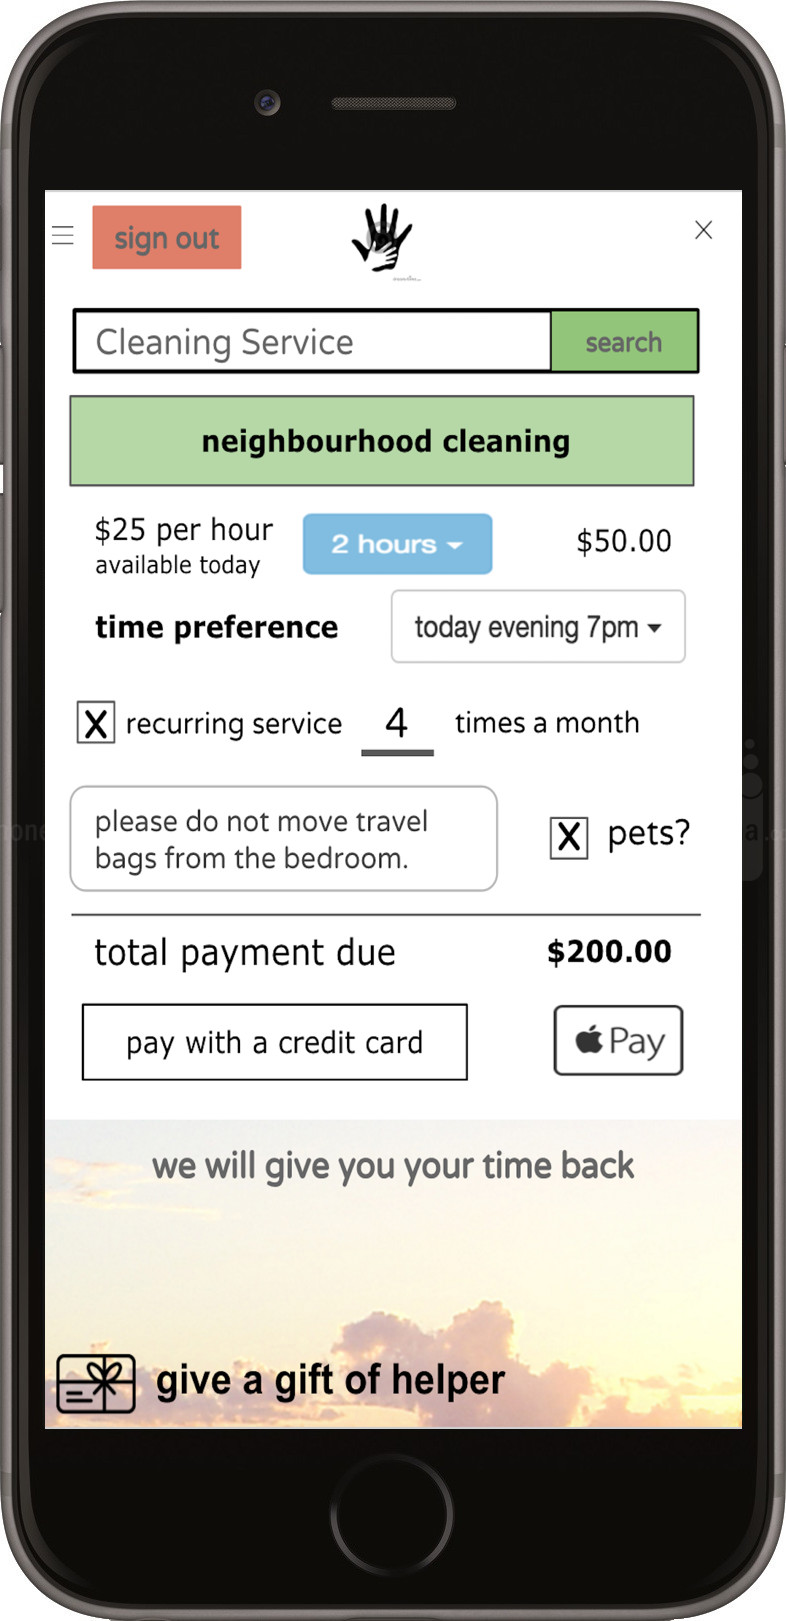 sign out
Cleaning Service
search
neighbourhood cleaning
$25 per hour
available today
2 hours
$50.00
time preference
today evening 7pm
X recurring service 4 times a month
please do not move travel
bags from the bedroom.
X pets?
total payment due $200.00
pay with a credit card
Pay
we will give you your time back
give a gift of helper